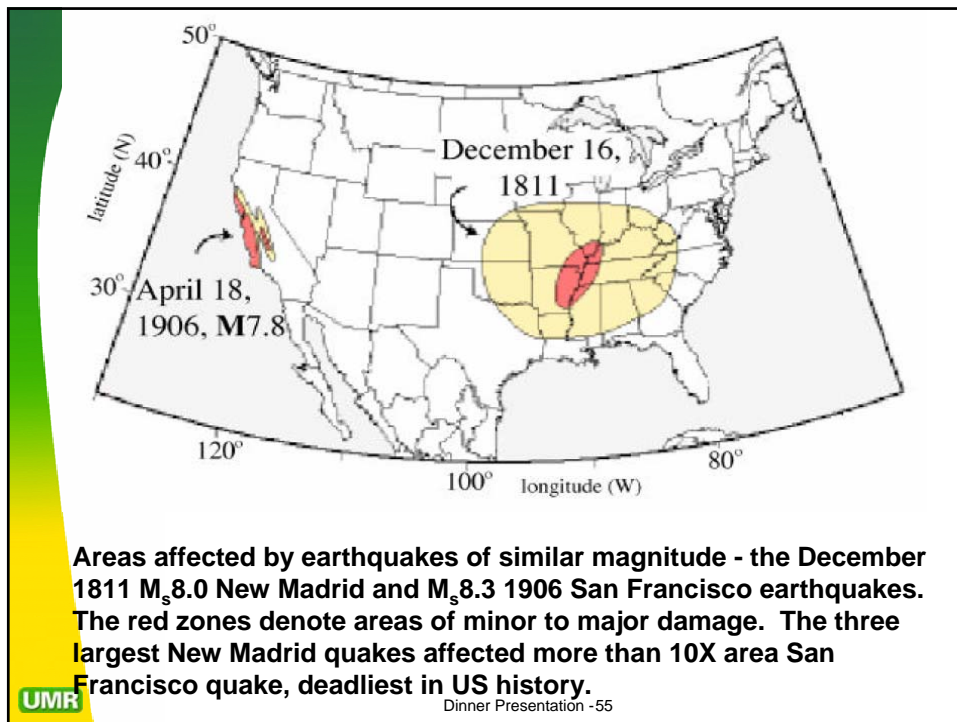 50°
latitude (N)
40°
30°
December 16,
1811
April 18,
1906, M7.8
120°
100°
longitude (W)
80°
Areas affected by earthquakes of similar magnitude - the December
1811 Ms8.0 New Madrid and Ms8.3 1906 San Francisco earthquakes.
The red zones denote areas of minor to major damage. The three
largest New Madrid quakes affected more than 10X area San
Francisco quake, deadliest in US history.
UMR
Dinner Presentation -55